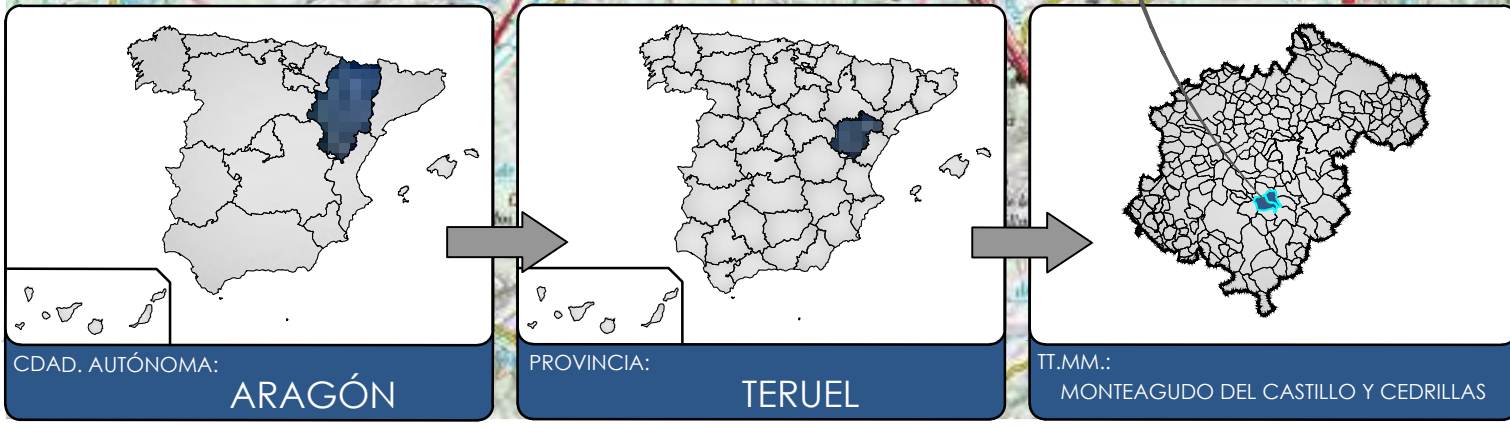 CDAD. AUTÓNOMA:
ARAGÓN
PROVINCIA:
TERUEL
TT.MM.:
MONTEAGUDO DEL CASTILLO Y CEDRILLAS